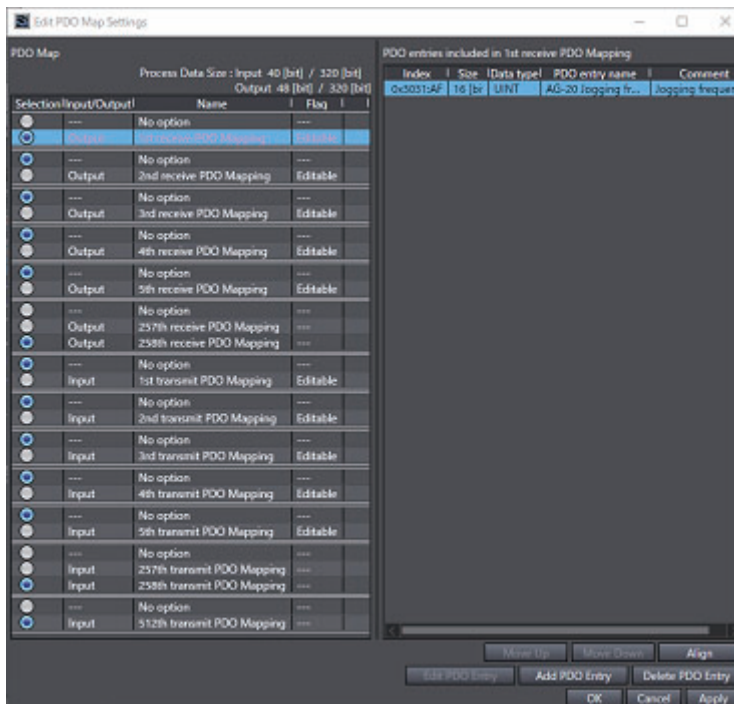 Edit PDO Map Settings
PDO Map
Process Data Size : Input 40 [bit] / 320 [bit]
Output 48 [bit] / 320 [bit]
Selection Input/Output Name Flag
--- No option ---
Output 1st receive PDO Mapping Editable
--- No option ---
Output 2nd receive PDO Mapping Editable
--- No option ---
Output 3rd receive PDO Mapping Editable
--- No option ---
Output 4th receive PDO Mapping Editable
--- No option ---
Output 5th receive PDO Mapping Editable
--- No option ---
Output 257th receive PDO Mapping ---
Output 258th receive PDO Mapping ---
--- No option ---
Input 1st transmit PDO Mapping Editable
--- No option ---
Input 2nd transmit PDO Mapping Editable
--- No option ---
Input 3rd transmit PDO Mapping Editable
--- No option ---
Input 4th transmit PDO Mapping Editable
--- No option ---
Input 5th transmit PDO Mapping Editable
--- No option ---
Input 257th transmit PDO Mapping ---
Input 258th transmit PDO Mapping ---
--- No option ---
Input 512th transmit PDO Mapping ---
PDO entries included in 1st receive PDO Mapping
Index Size Data type PDO entry name Comment
0x3031:AF 16 [bit UINT AG-20 Jogging fr... Jogging frequen
Move Up Move Down Align
Edit PDO Entry Add PDO Entry Delete PDO Entry
OK Cancel Apply